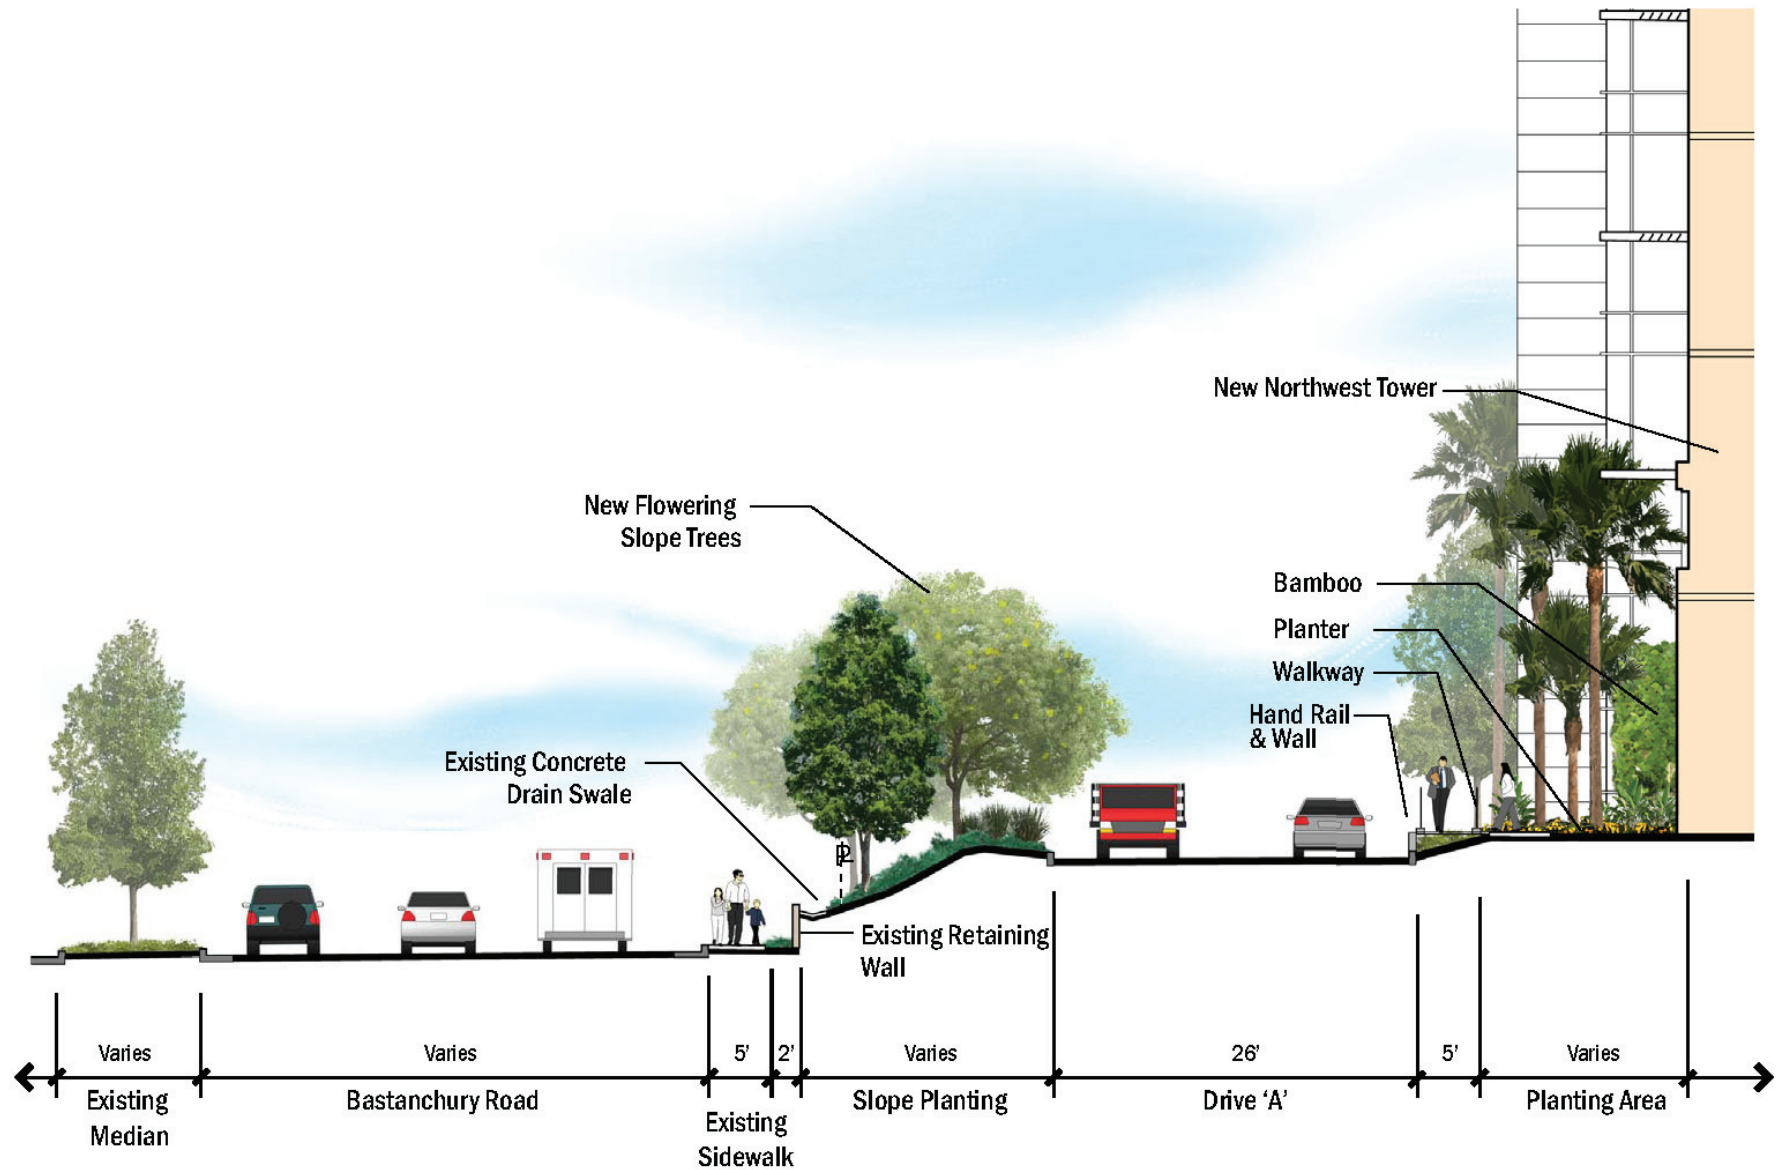 New Northwest Tower
New Flowering
Slope Trees
Bamboo
Planter
Walkway
Hand Rail
& Wall
Existing Concrete
Drain Swale
PL
Existing Retaining
Wall
Varies
Varies
5'
2'
Varies
26'
5'
Varies
Existing
Median
Bastanchury Road
Existing
Sidewalk
Slope Planting
Drive ‘A’
Planting Area